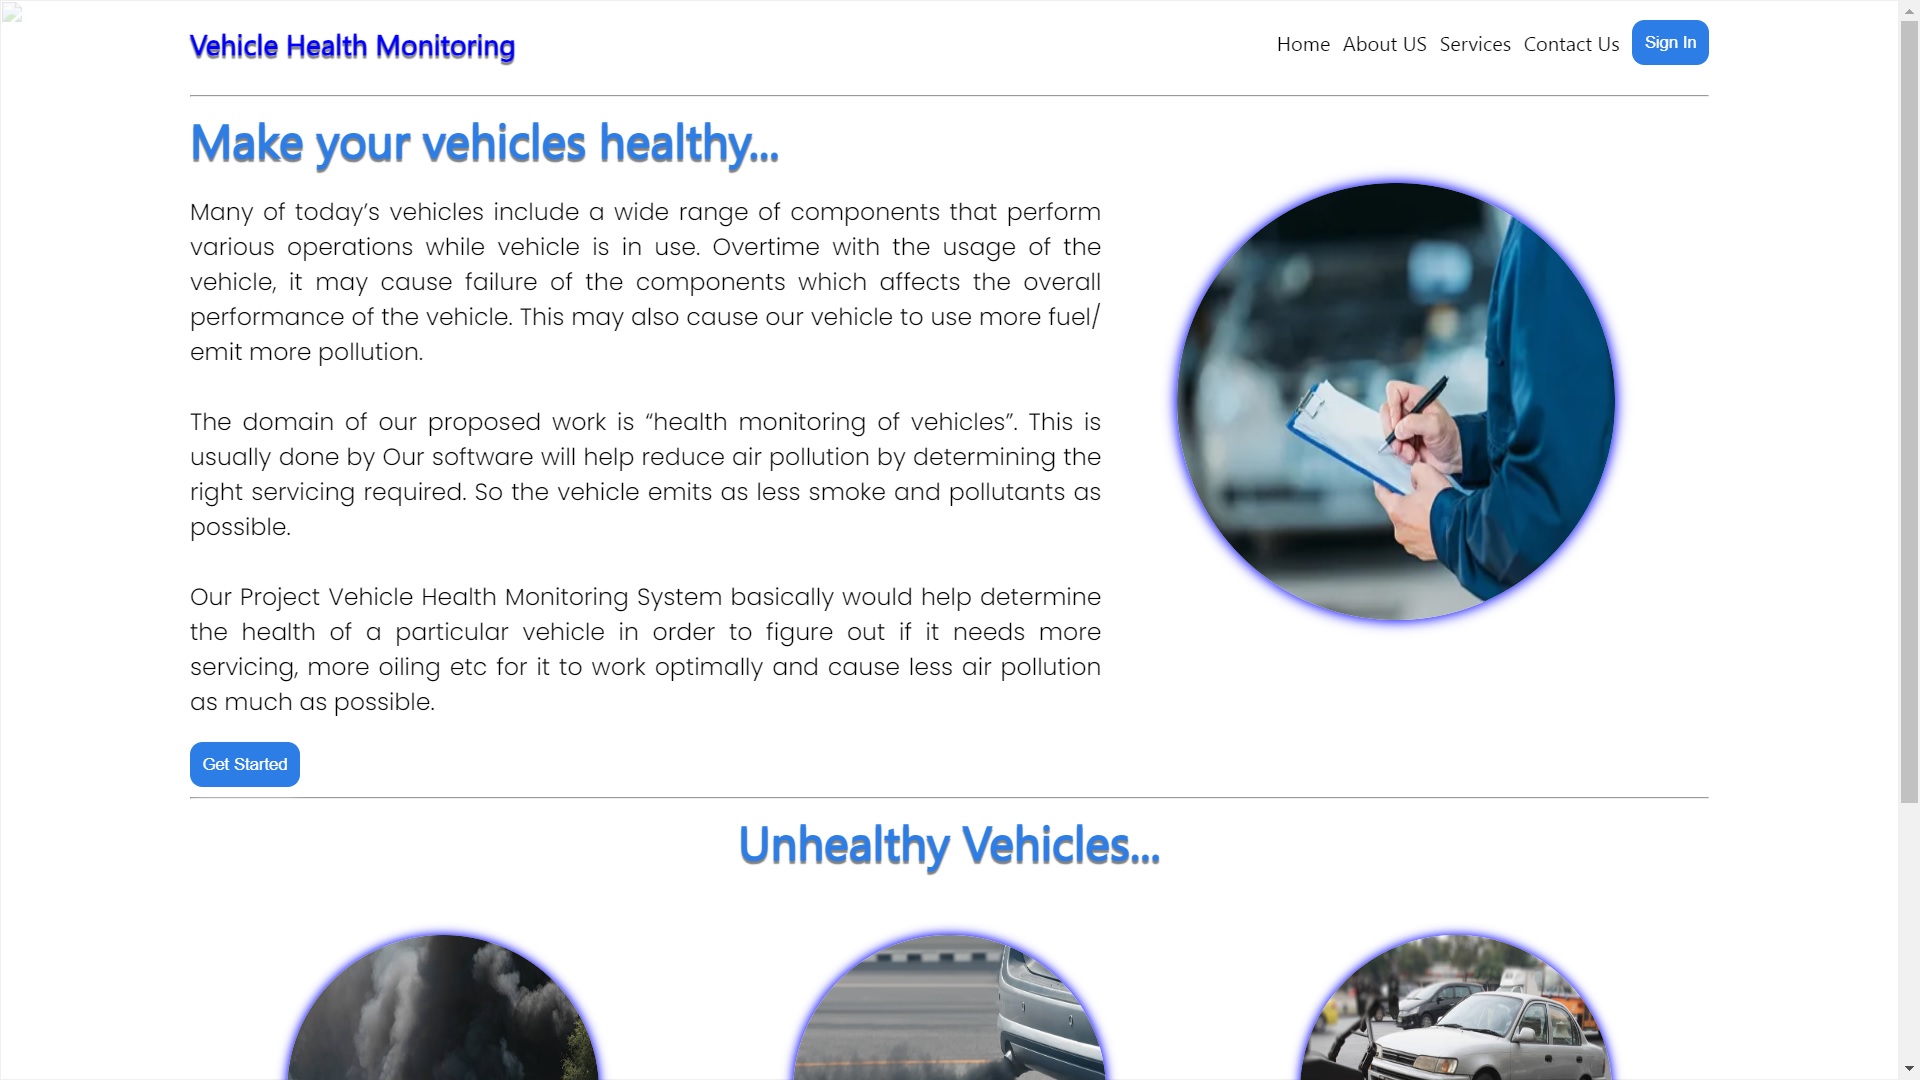 Vehicle Health Monitoring
Home About US Services Contact Us Sign In
Make your vehicles healthy...
Many of today’s vehicles include a wide range of components that perform
various operations while vehicle is in use. Overtime with the usage of the
vehicle, it may cause failure of the components which affects the overall
performance of the vehicle. This may also cause our vehicle to use more fuel/
emit more pollution.
The domain of our proposed work is “health monitoring of vehicles”. This is
usually done by Our software will help reduce air pollution by determining the
right servicing required. So the vehicle emits as less smoke and pollutants as
possible.
Our Project Vehicle Health Monitoring System basically would help determine
the health of a particular vehicle in order to figure out if it needs more
servicing, more oiling etc for it to work optimally and cause less air pollution
as much as possible.
Get Started
Unhealthy Vehicles...